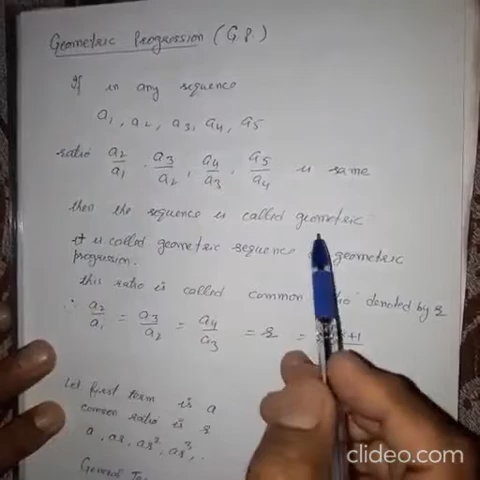 Geometric Progression (G P)
If in any sequence
a1, a2, a3, a4, a5
ratio a2/a1 . a3/a2, a4/a3, a5/a4 is same
then the sequence is called geometric
it is called geometric sequence geometric
progression.
this ratio is called common denoted by r
∴ a2/a1 = a3/a2 = a4/a3 = r =
Let first term is a
common ratio is r
a, ar, ar², ar³, .
General
clideo.com